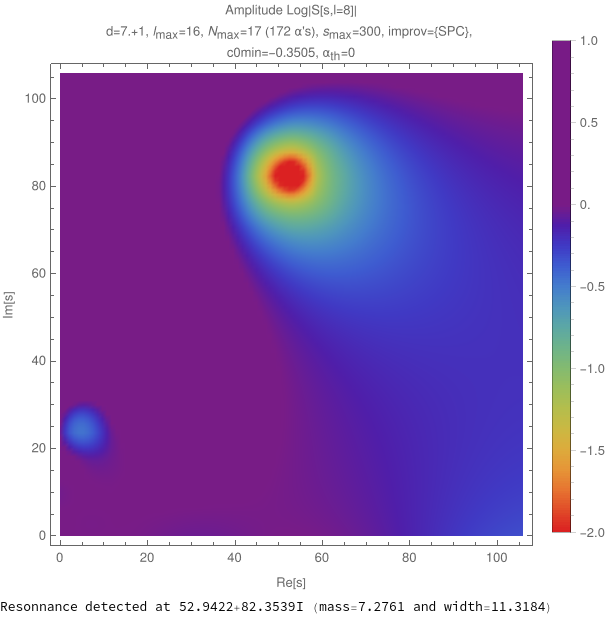 Amplitude Log|S[s,l=8]|
d=7.+1, lmax=16, Nmax=17 (172 α's), smax=300, improv={SPC},
c0min=−0.3505, αth=0
1.0
0.5
0.
−0.5
−1.0
−1.5
−2.0
Im[s]
100
80
60
40
20
0
0 20 40 60 80 100
Re[s]
Resonnance detected at 52.9422+82.3539I (mass=7.2761 and width=11.3184)